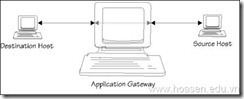 Destination Host
Source Host
Application Gateway
www.hoasen.edu.vn